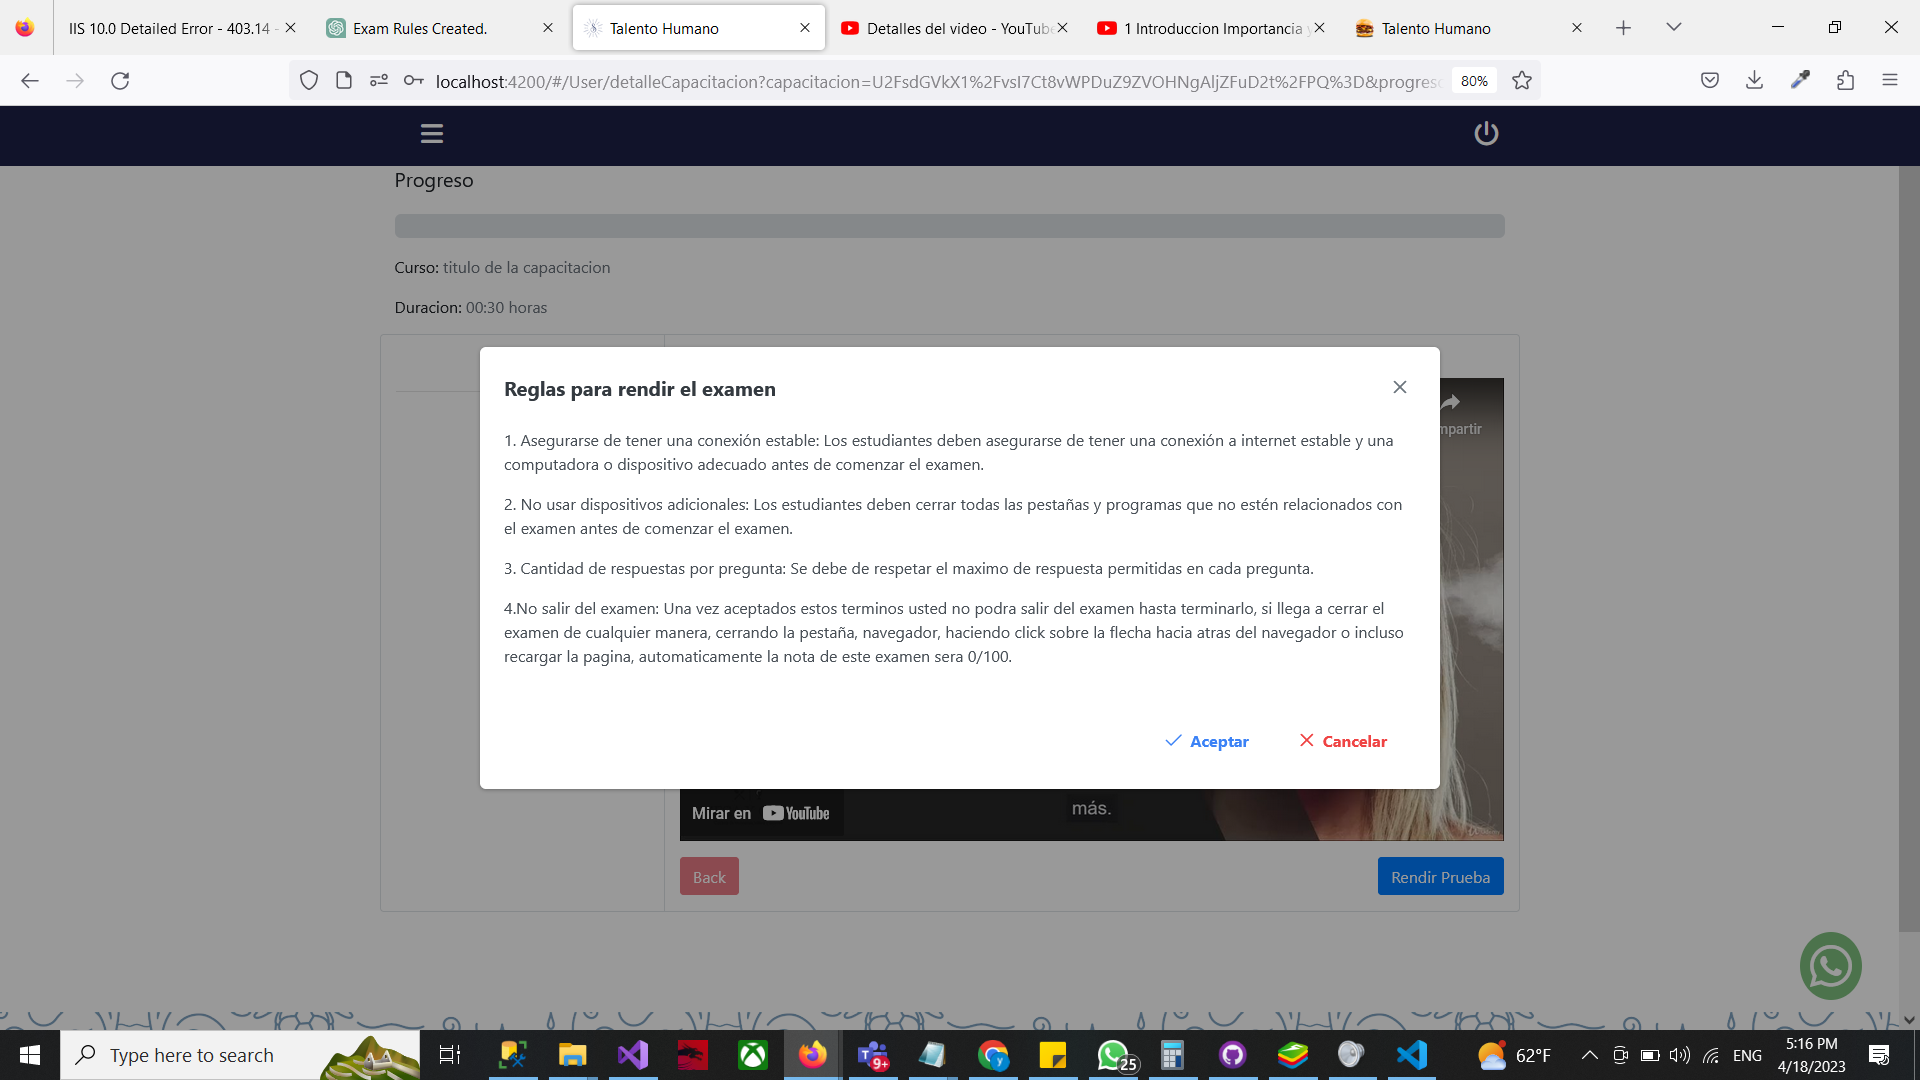 IIS 10.0 Detailed Error - 403.14 -
Exam Rules Created.
Talento Humano
Detalles del video - YouTube
1 Introduccion Importancia y
Talento Humano
localhost:4200/#/User/detalleCapacitacion?capacitacion=U2FsdGVkX1%2FvsI7Ct8vWPDuZ9ZVOHNgAljZFuD2t%2FPQ%3D&progreso
80%
Progreso
Curso: titulo de la capacitacion
Duracion: 00:30 horas
Reglas para rendir el examen
1. Asegurarse de tener una conexión estable: Los estudiantes deben asegurarse de tener una conexión a internet estable y una
computadora o dispositivo adecuado antes de comenzar el examen.
2. No usar dispositivos adicionales: Los estudiantes deben cerrar todas las pestañas y programas que no estén relacionados con
el examen antes de comenzar el examen.
3. Cantidad de respuestas por pregunta: Se debe de respetar el maximo de respuesta permitidas en cada pregunta.
4.No salir del examen: Una vez aceptados estos terminos usted no podra salir del examen hasta terminarlo, si llega a cerrar el
examen de cualquier manera, cerrando la pestaña, navegador, haciendo click sobre la flecha hacia atras del navegador o incluso
recargar la pagina, automaticamente la nota de este examen sera 0/100.
Aceptar
Cancelar
mpartir
Mirar en YouTube
más.
Back
Rendir Prueba
Type here to search
9+
25
62°F
ENG
5:16 PM
4/18/2023